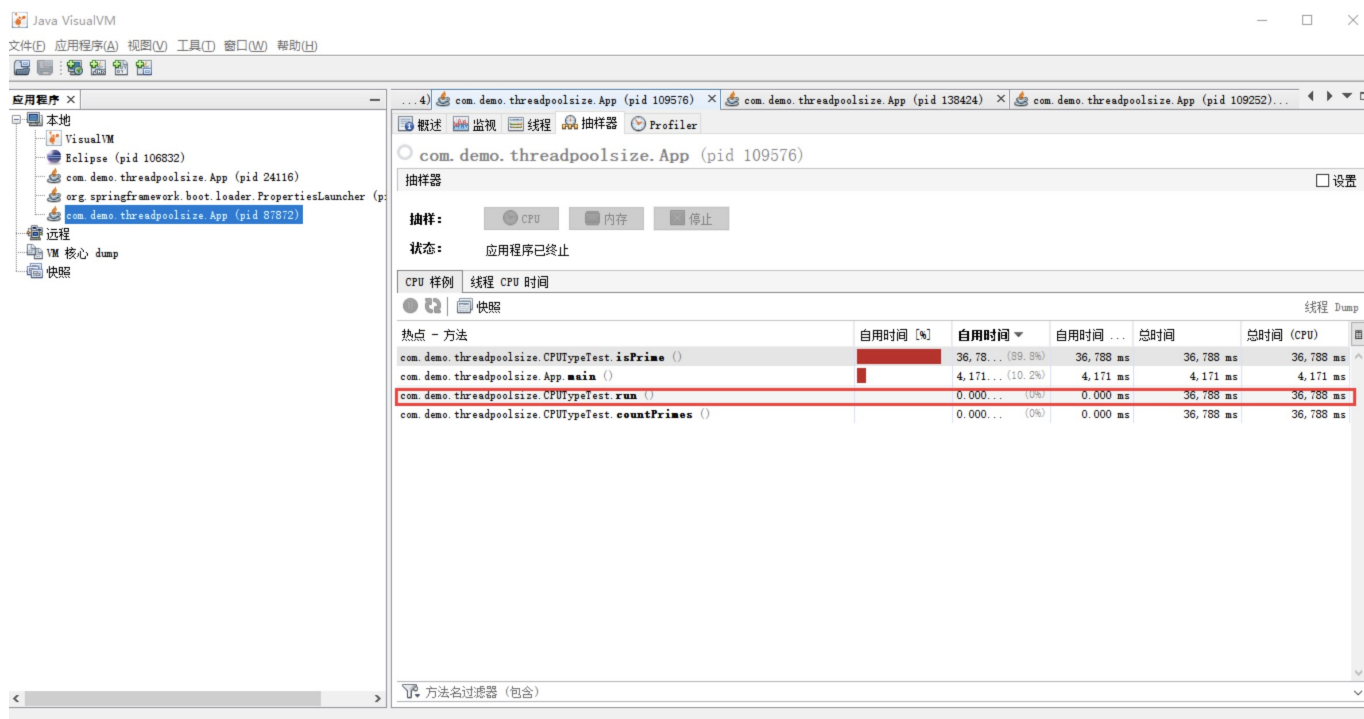 Java VisualVM
文件(F) 应用程序(A) 视图(V) 工具(T) 窗口(W) 帮助(H)
应用程序
本地
VisualVM
Eclipse (pid 106832)
com.demo.threadpoolsize.App (pid 24116)
org.springframework.boot.loader.PropertiesLauncher (p
com.demo.threadpoolsize.App (pid 87872)
远程
VM 核心 dump
快照
...4) com.demo.threadpoolsize.App (pid 109576) com.demo.threadpoolsize.App (pid 138424) com.demo.threadpoolsize.App (pid 109252)...
概述 监视 线程 抽样器 Profiler
com.demo.threadpoolsize.App (pid 109576)
抽样器 设置
抽样: CPU 内存 停止
状态: 应用程序已终止
CPU 样例 线程 CPU 时间
快照 线程 Dump
热点 - 方法 自用时间 [%] 自用时间 自用时间 ... 总时间 总时间 (CPU)
com.demo.threadpoolsize.CPUTypeTest.isPrime () 36,78... (89.8%) 36,788 ms 36,788 ms 36,788 ms
com.demo.threadpoolsize.App.main () 4,171... (10.2%) 4,171 ms 4,171 ms 4,171 ms
com.demo.threadpoolsize.CPUTypeTest.run () 0.000... (0%) 0.000 ms 36,788 ms 36,788 ms
com.demo.threadpoolsize.CPUTypeTest.countPrimes () 0.000... (0%) 0.000 ms 36,788 ms 36,788 ms
方法名过滤器 (包含)